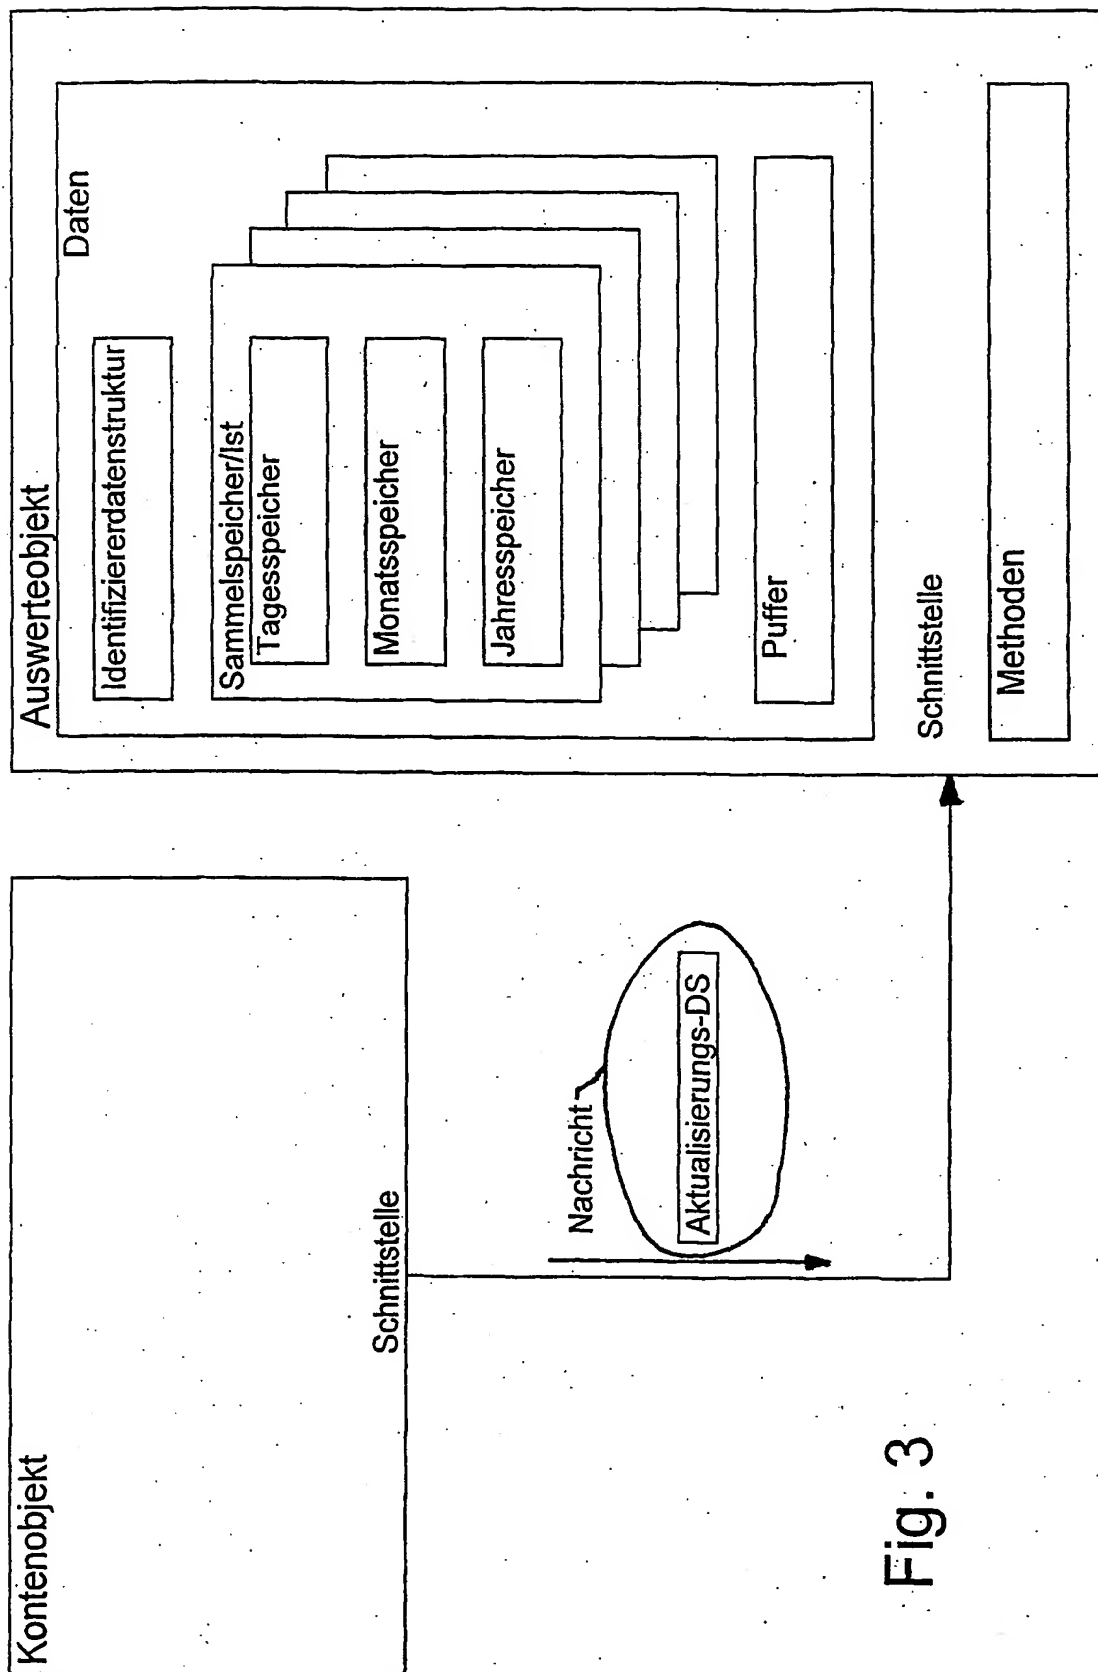 Kontenobjekt
Schnittstelle
Nachricht
Aktualisierungs-DS
Auswerteobjekt
Daten
Identifiziererdatenstruktur
Sammelspeicher/Ist
Tagesspeicher
Monatsspeicher
Jahresspeicher
Puffer
Schnittstelle
Methoden
Fig. 3